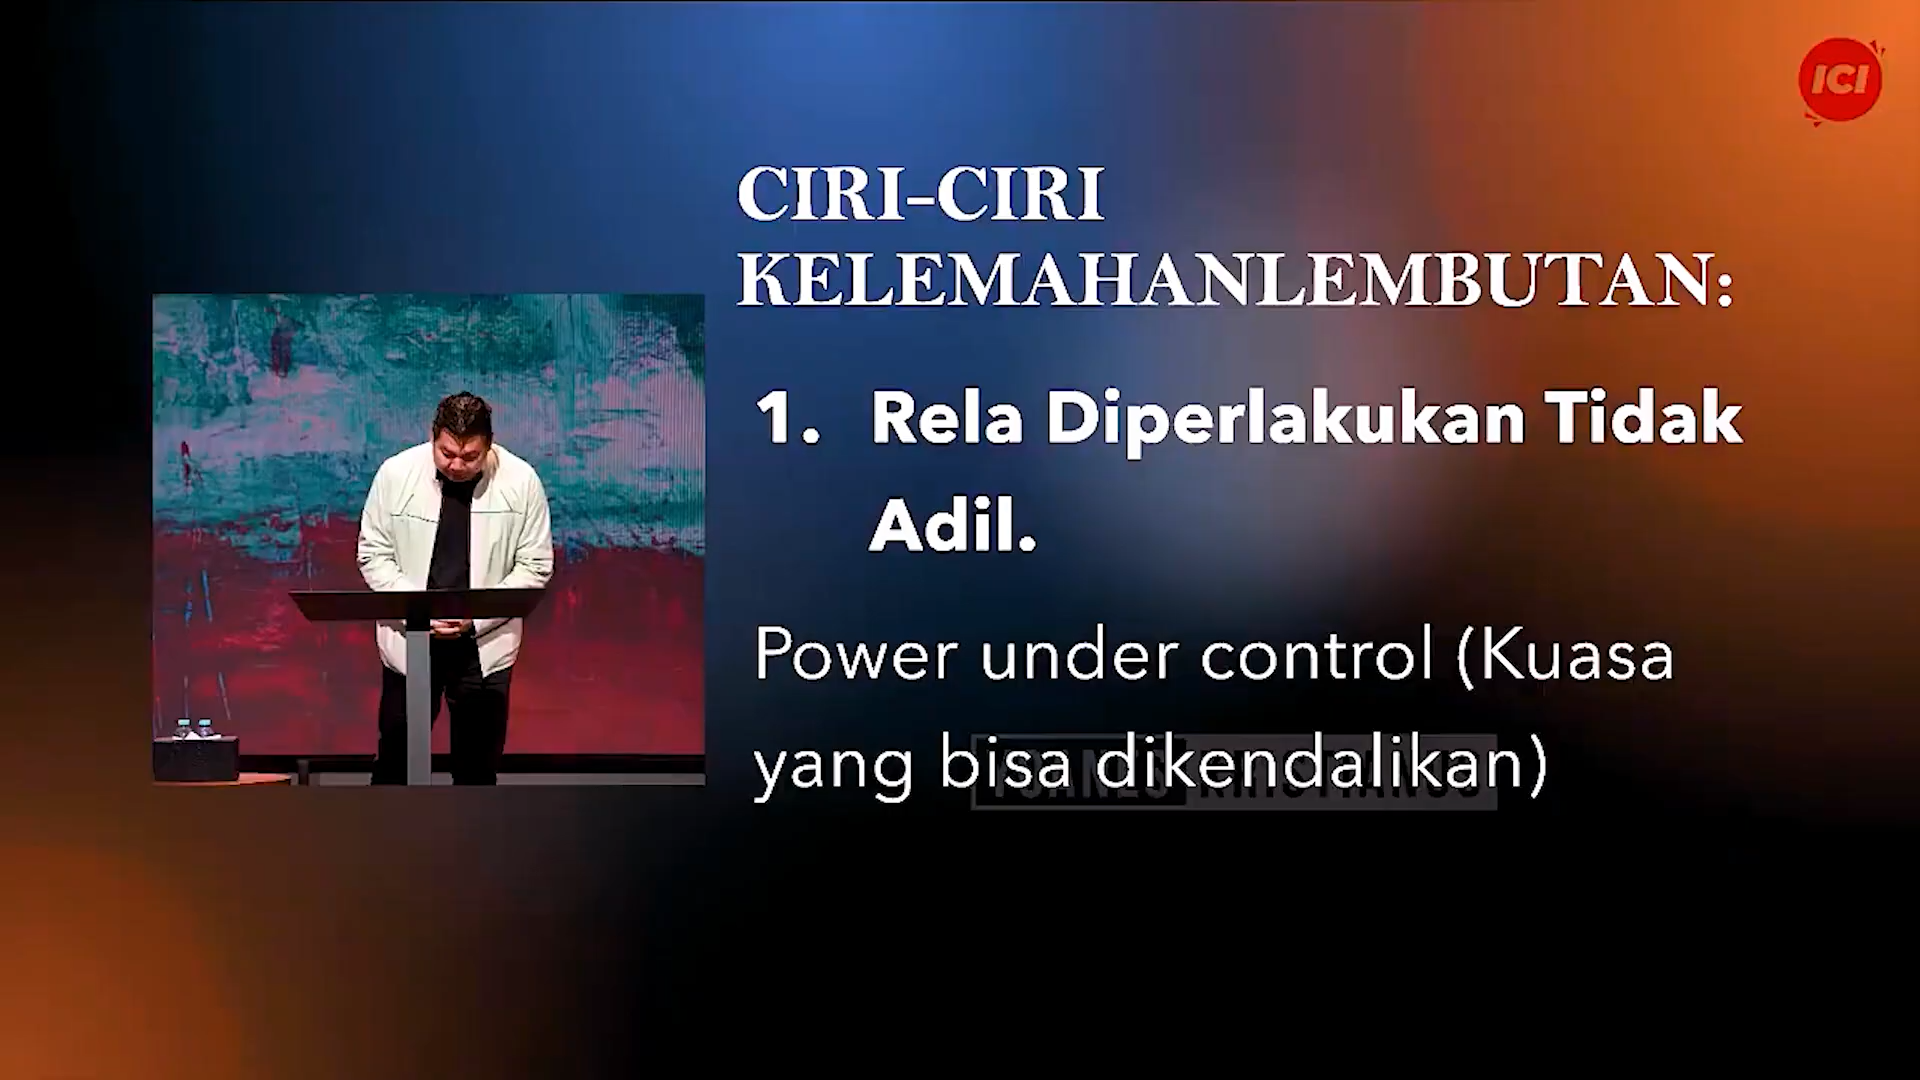 ICI
CIRI-CIRI
KELEMAHANLEMBUTAN:
1. Rela Diperlakukan Tidak
Adil.
Power under control (Kuasa
yang bisa dikendalikan)